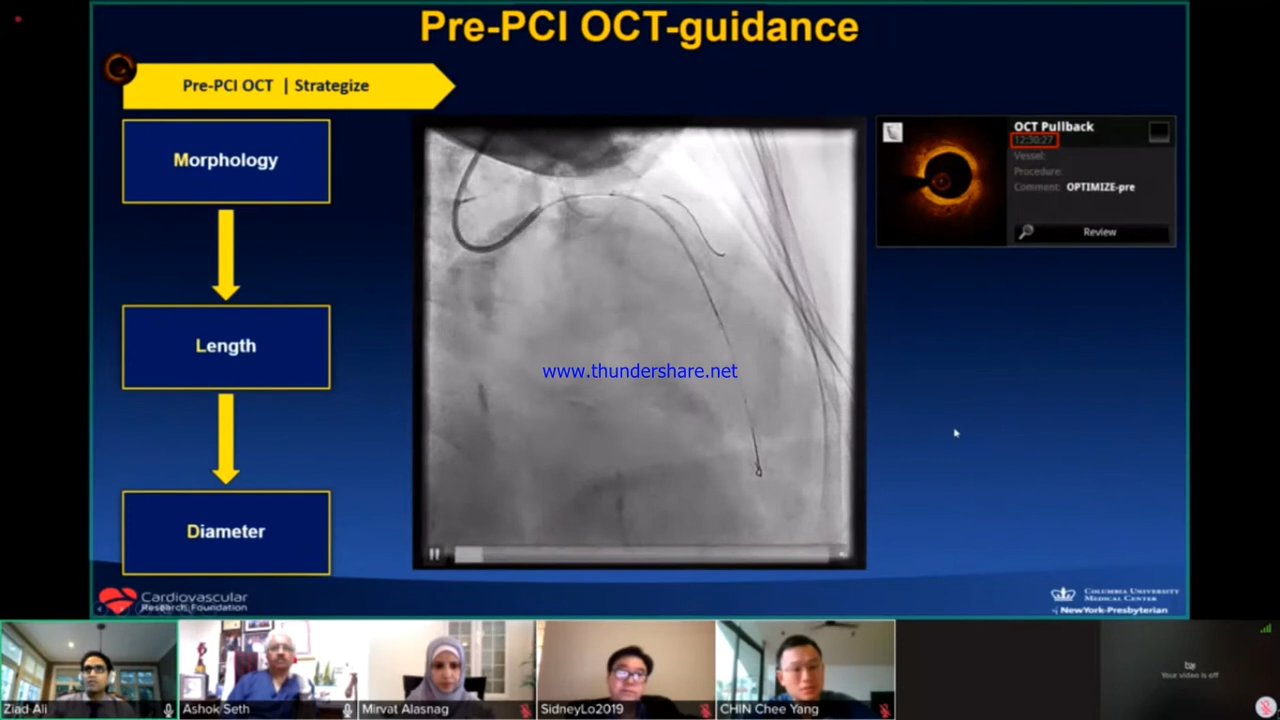 Pre-PCI OCT-guidance
Pre-PCI OCT | Strategize
Morphology
Length
Diameter
www.thundershare.net
OCT Pullback
12:30:27
Vessel:
Procedure:
Comment: OPTIMIZE-pre
Review
Cardiovascular
Research Foundation
COLUMBIA UNIVERSITY
MEDICAL CENTER
NewYork-Presbyterian
Ziad Ali
Ashok Seth
Mirvat Alasnag
SidneyLo2019
CHIN Chee Yang
Your video is off